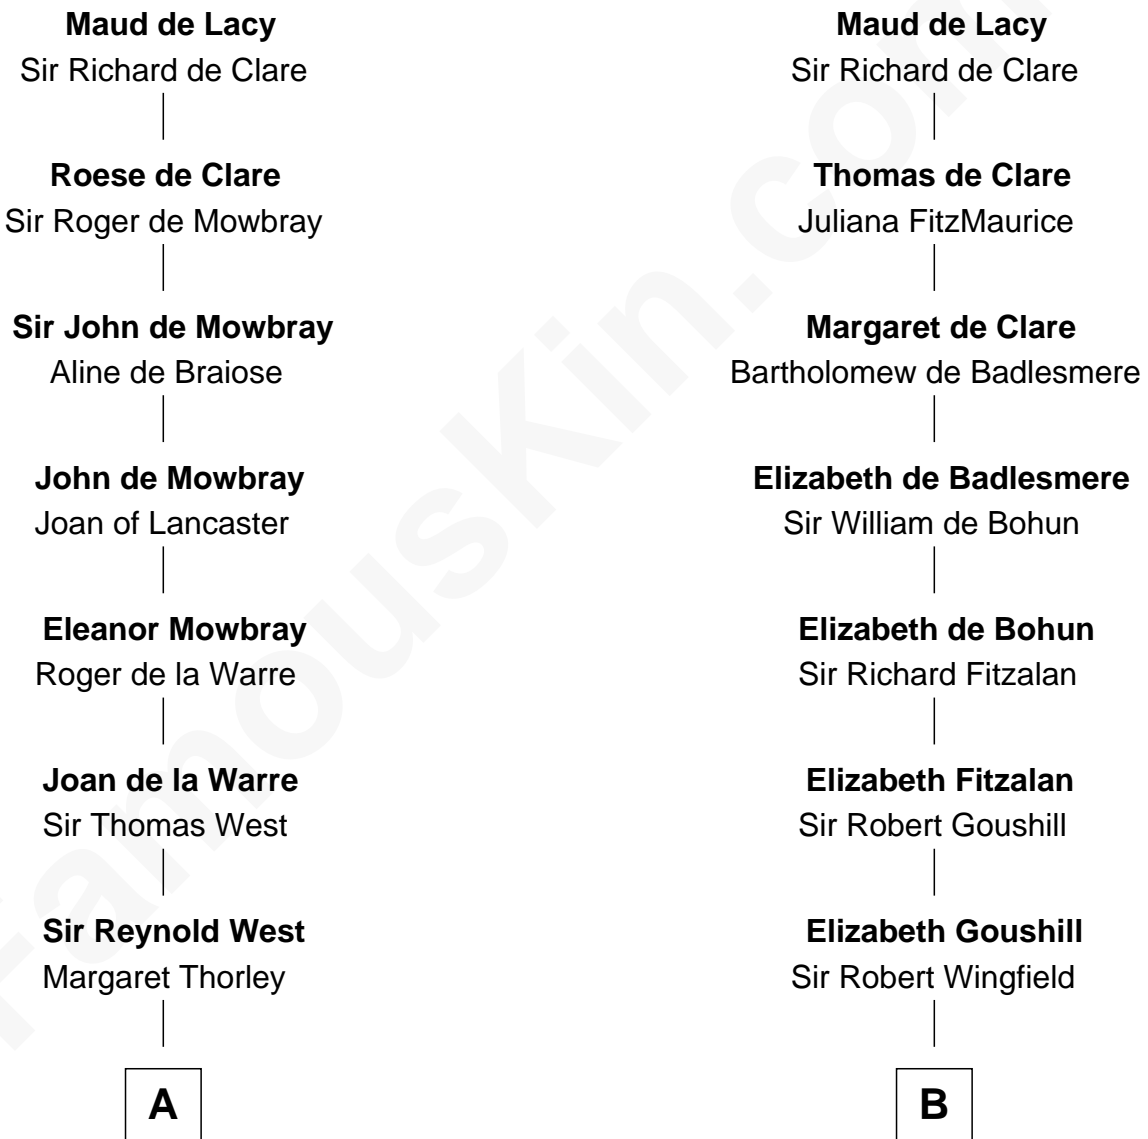 Maud de Lacy
Sir Richard de Clare
Roese de Clare
Sir Roger de Mowbray
Sir John de Mowbray
Aline de Braiose
John de Mowbray
Joan of Lancaster
Eleanor Mowbray
Roger de la Warre
Joan de la Warre
Sir Thomas West
Sir Reynold West
Margaret Thorley
A
Maud de Lacy
Sir Richard de Clare
Thomas de Clare
Juliana FitzMaurice
Margaret de Clare
Bartholomew de Badlesmere
Elizabeth de Badlesmere
Sir William de Bohun
Elizabeth de Bohun
Sir Richard Fitzalan
Elizabeth Fitzalan
Sir Robert Goushill
Elizabeth Goushill
Sir Robert Wingfield
B
FamousKin.com